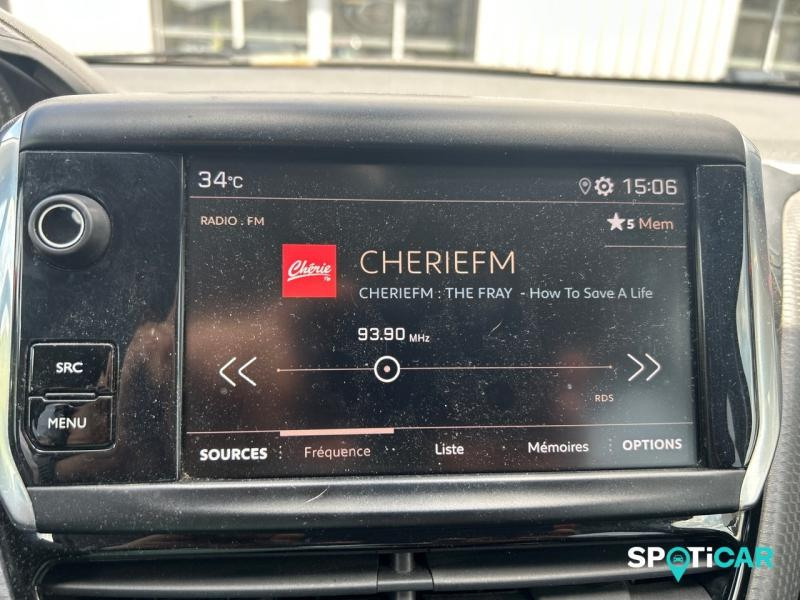 34°C
15:06
RADIO . FM
5 Mem
Chérie FM
CHERIEFM
CHERIEFM : THE FRAY - How To Save A Life
93.90 MHz
SRC
RDS
MENU
SOURCES
Fréquence
Liste
Mémoires
OPTIONS
SPOTiCAR